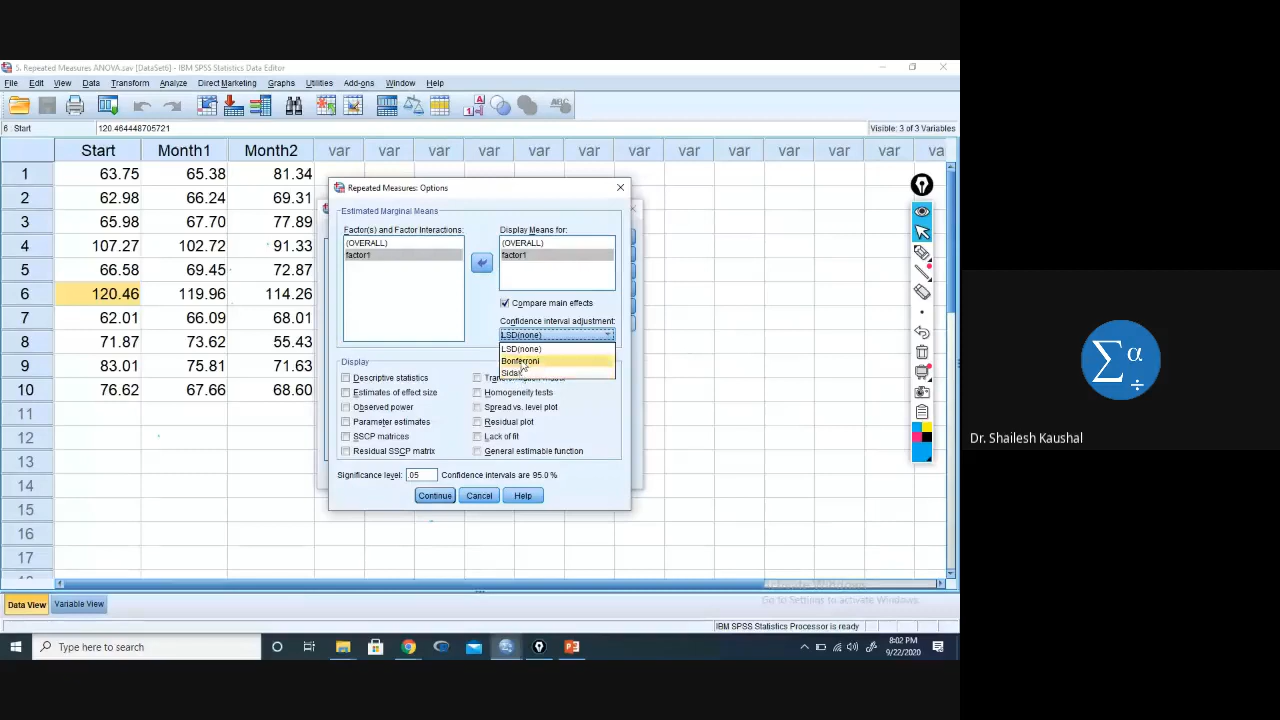 5. Repeated Measures ANOVA.sav [DataSet6] - IBM SPSS Statistics Data Editor
File Edit View Data Transform Analyze Direct Marketing Graphs Utilities Add-ons Window Help
6 : Start 120.464448705721 Visible: 3 of 3 Variables
Start Month1 Month2 var var var var var var var var var var var var va
1 63.75 65.38 81.34
2 62.98 66.24 69.31
3 65.98 67.70 77.89
4 107.27 102.72 91.33
5 66.58 69.45 72.87
6 120.46 119.96 114.26
7 62.01 66.09 68.01
8 71.87 73.62 55.43
9 83.01 75.81 71.63
10 76.62 67.66 68.60
11
12
13
14
15
16
17
Repeated Measures: Options
Estimated Marginal Means
Factor(s) and Factor Interactions:
(OVERALL)
factor1
Display Means for:
(OVERALL)
factor1
Compare main effects
Confidence interval adjustment:
LSD(none)
LSD(none)
Bonferroni
Sidak
Display
Descriptive statistics
Estimates of effect size
Homogeneity tests
Observed power
Spread vs. level plot
Parameter estimates
Residual plot
SSCP matrices
Lack of fit
Residual SSCP matrix
General estimable function
Significance level: .05 Confidence intervals are 95.0 %
Continue Cancel Help
Σ α ÷
Dr. Shailesh Kaushal
Activate Windows
Go to Settings to activate Windows.
Data View Variable View
IBM SPSS Statistics Processor is ready
Type here to search
8:02 PM
9/22/2020